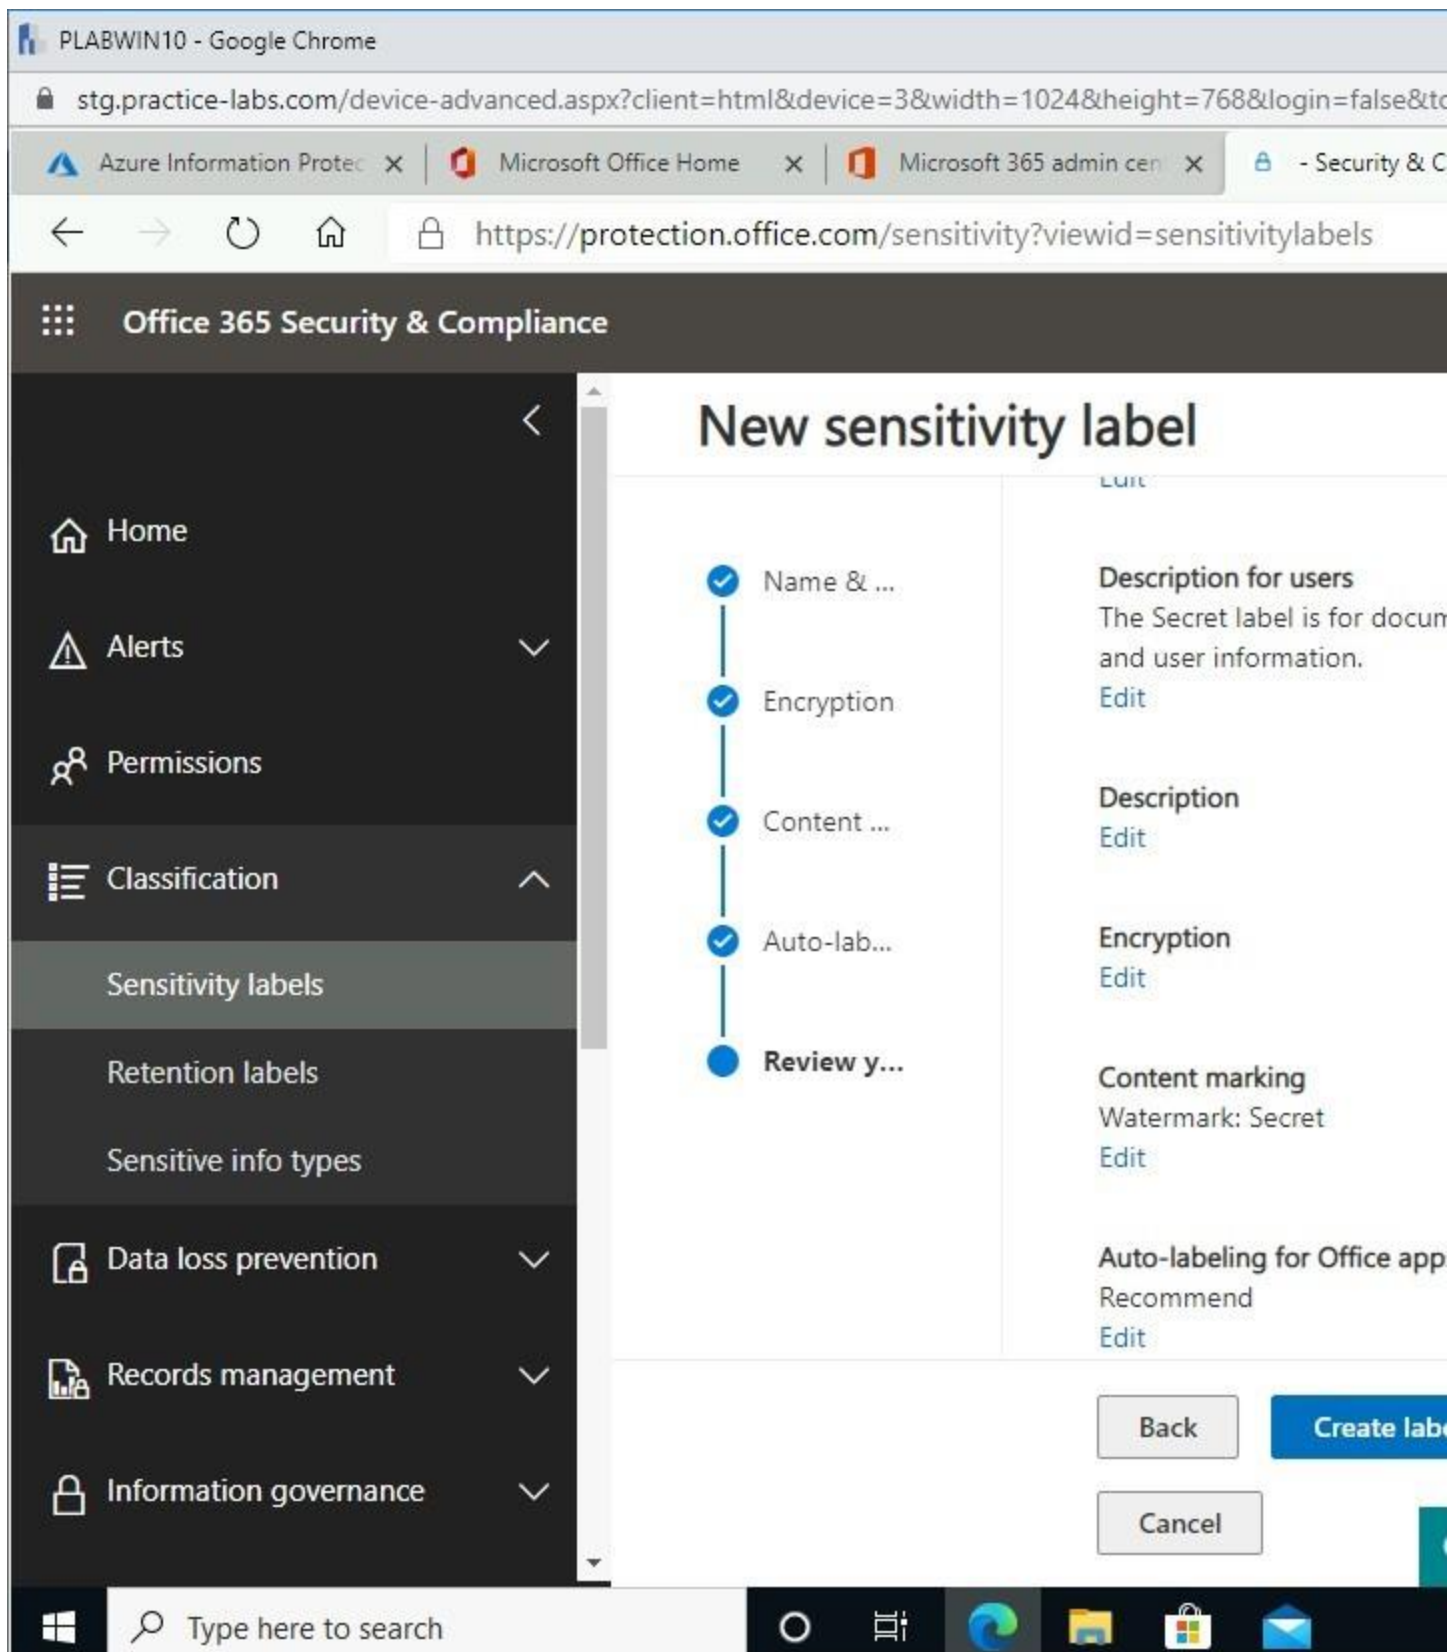 PLABWIN10 - Google Chrome
stg.practice-labs.com/device-advanced.aspx?client=html&device=3&width=1024&height=768&login=false&to
Azure Information Protec
Microsoft Office Home
Microsoft 365 admin cen
- Security & C
https://protection.office.com/sensitivity?viewid=sensitivitylabels
Office 365 Security & Compliance
Home
Alerts
Permissions
Classification
Sensitivity labels
Retention labels
Sensitive info types
Data loss prevention
Records management
Information governance
New sensitivity label
Name & ...
Encryption
Content ...
Auto-lab...
Review y...
Edit
Description for users
The Secret label is for docum
and user information.
Edit
Description
Edit
Encryption
Edit
Content marking
Watermark: Secret
Edit
Auto-labeling for Office app
Recommend
Edit
Back
Create labe
Cancel
Type here to search